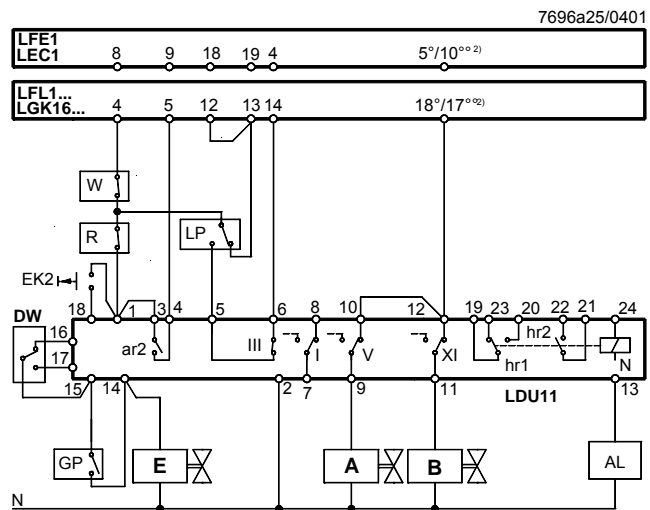 7696a25/0401
LFE1
LEC1
8 9 18 19 4 5°/10°° 2)
LFL1...
LGK16...
4 5 12 13 14 18°/17°°2)
W
R
LP
EK2
18 1 3 4 5 6 8 10 12 19 23 20 22 21 24
DW
16
17
ar2
III I V XI
hr2
hr1
N
15 14 2 7 9 11 LDU11 13
GP E A B AL
N